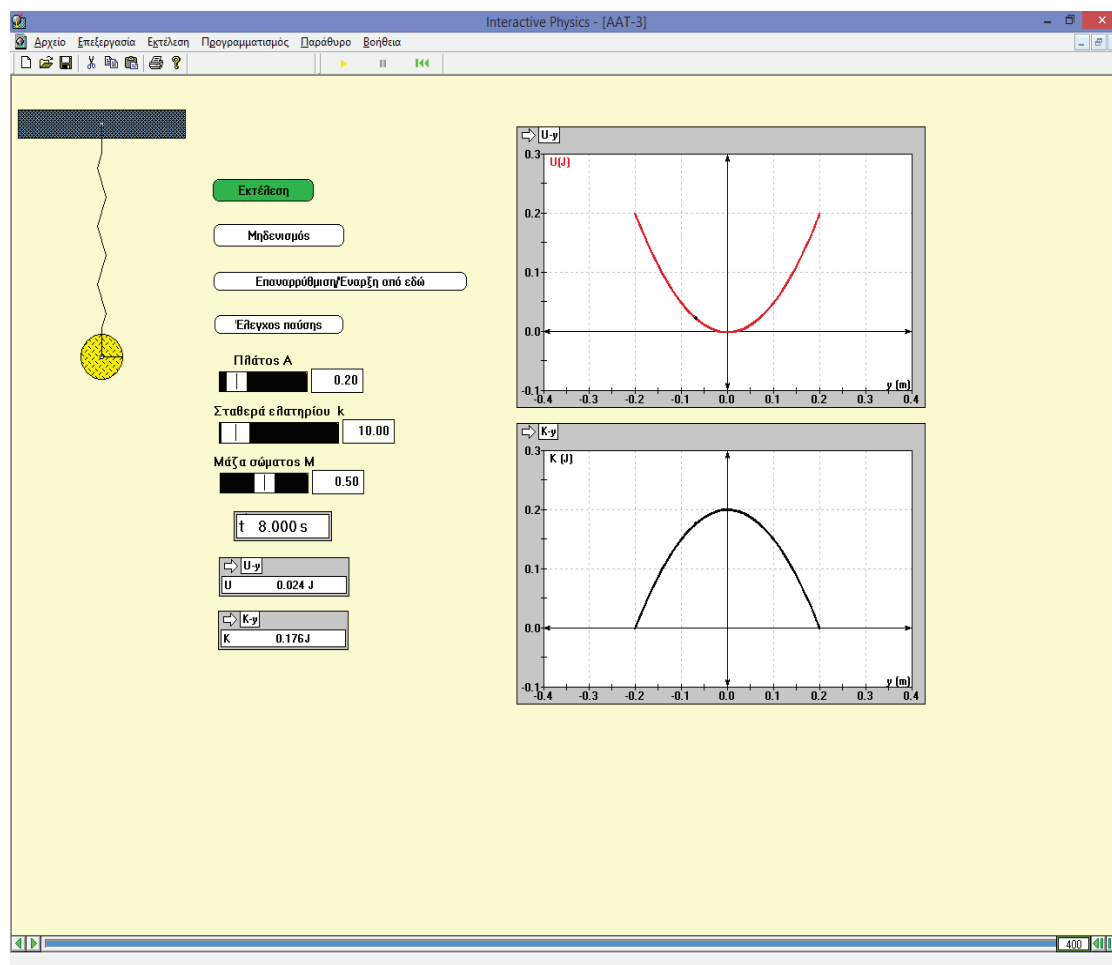 Interactive Physics - [AAT-3]
Αρχείο Επεξεργασία Εκτέλεση Προγραμματισμός Παράθυρο Βοήθεια
Εκτέλεση
Μηδενισμός
Επαναρρύθμιση/Έναρξη από εδώ
Έλεγχος παύσης
Πλάτος Α
0.20
Σταθερά ελατηρίου k
10.00
Μάζα σώματος Μ
0.50
t 8.000 s
U-y
U 0.024 J
K-y
K 0.176J
U-y
U(J)
0.3
0.2
0.1
0.0
-0.1
y (m)
-0.4 -0.3 -0.2 -0.1 0.0 0.1 0.2 0.3 0.4
K-y
K (J)
0.3
0.2
0.1
0.0
-0.1
y (m)
-0.4 -0.3 -0.2 -0.1 0.0 0.1 0.2 0.3 0.4
400